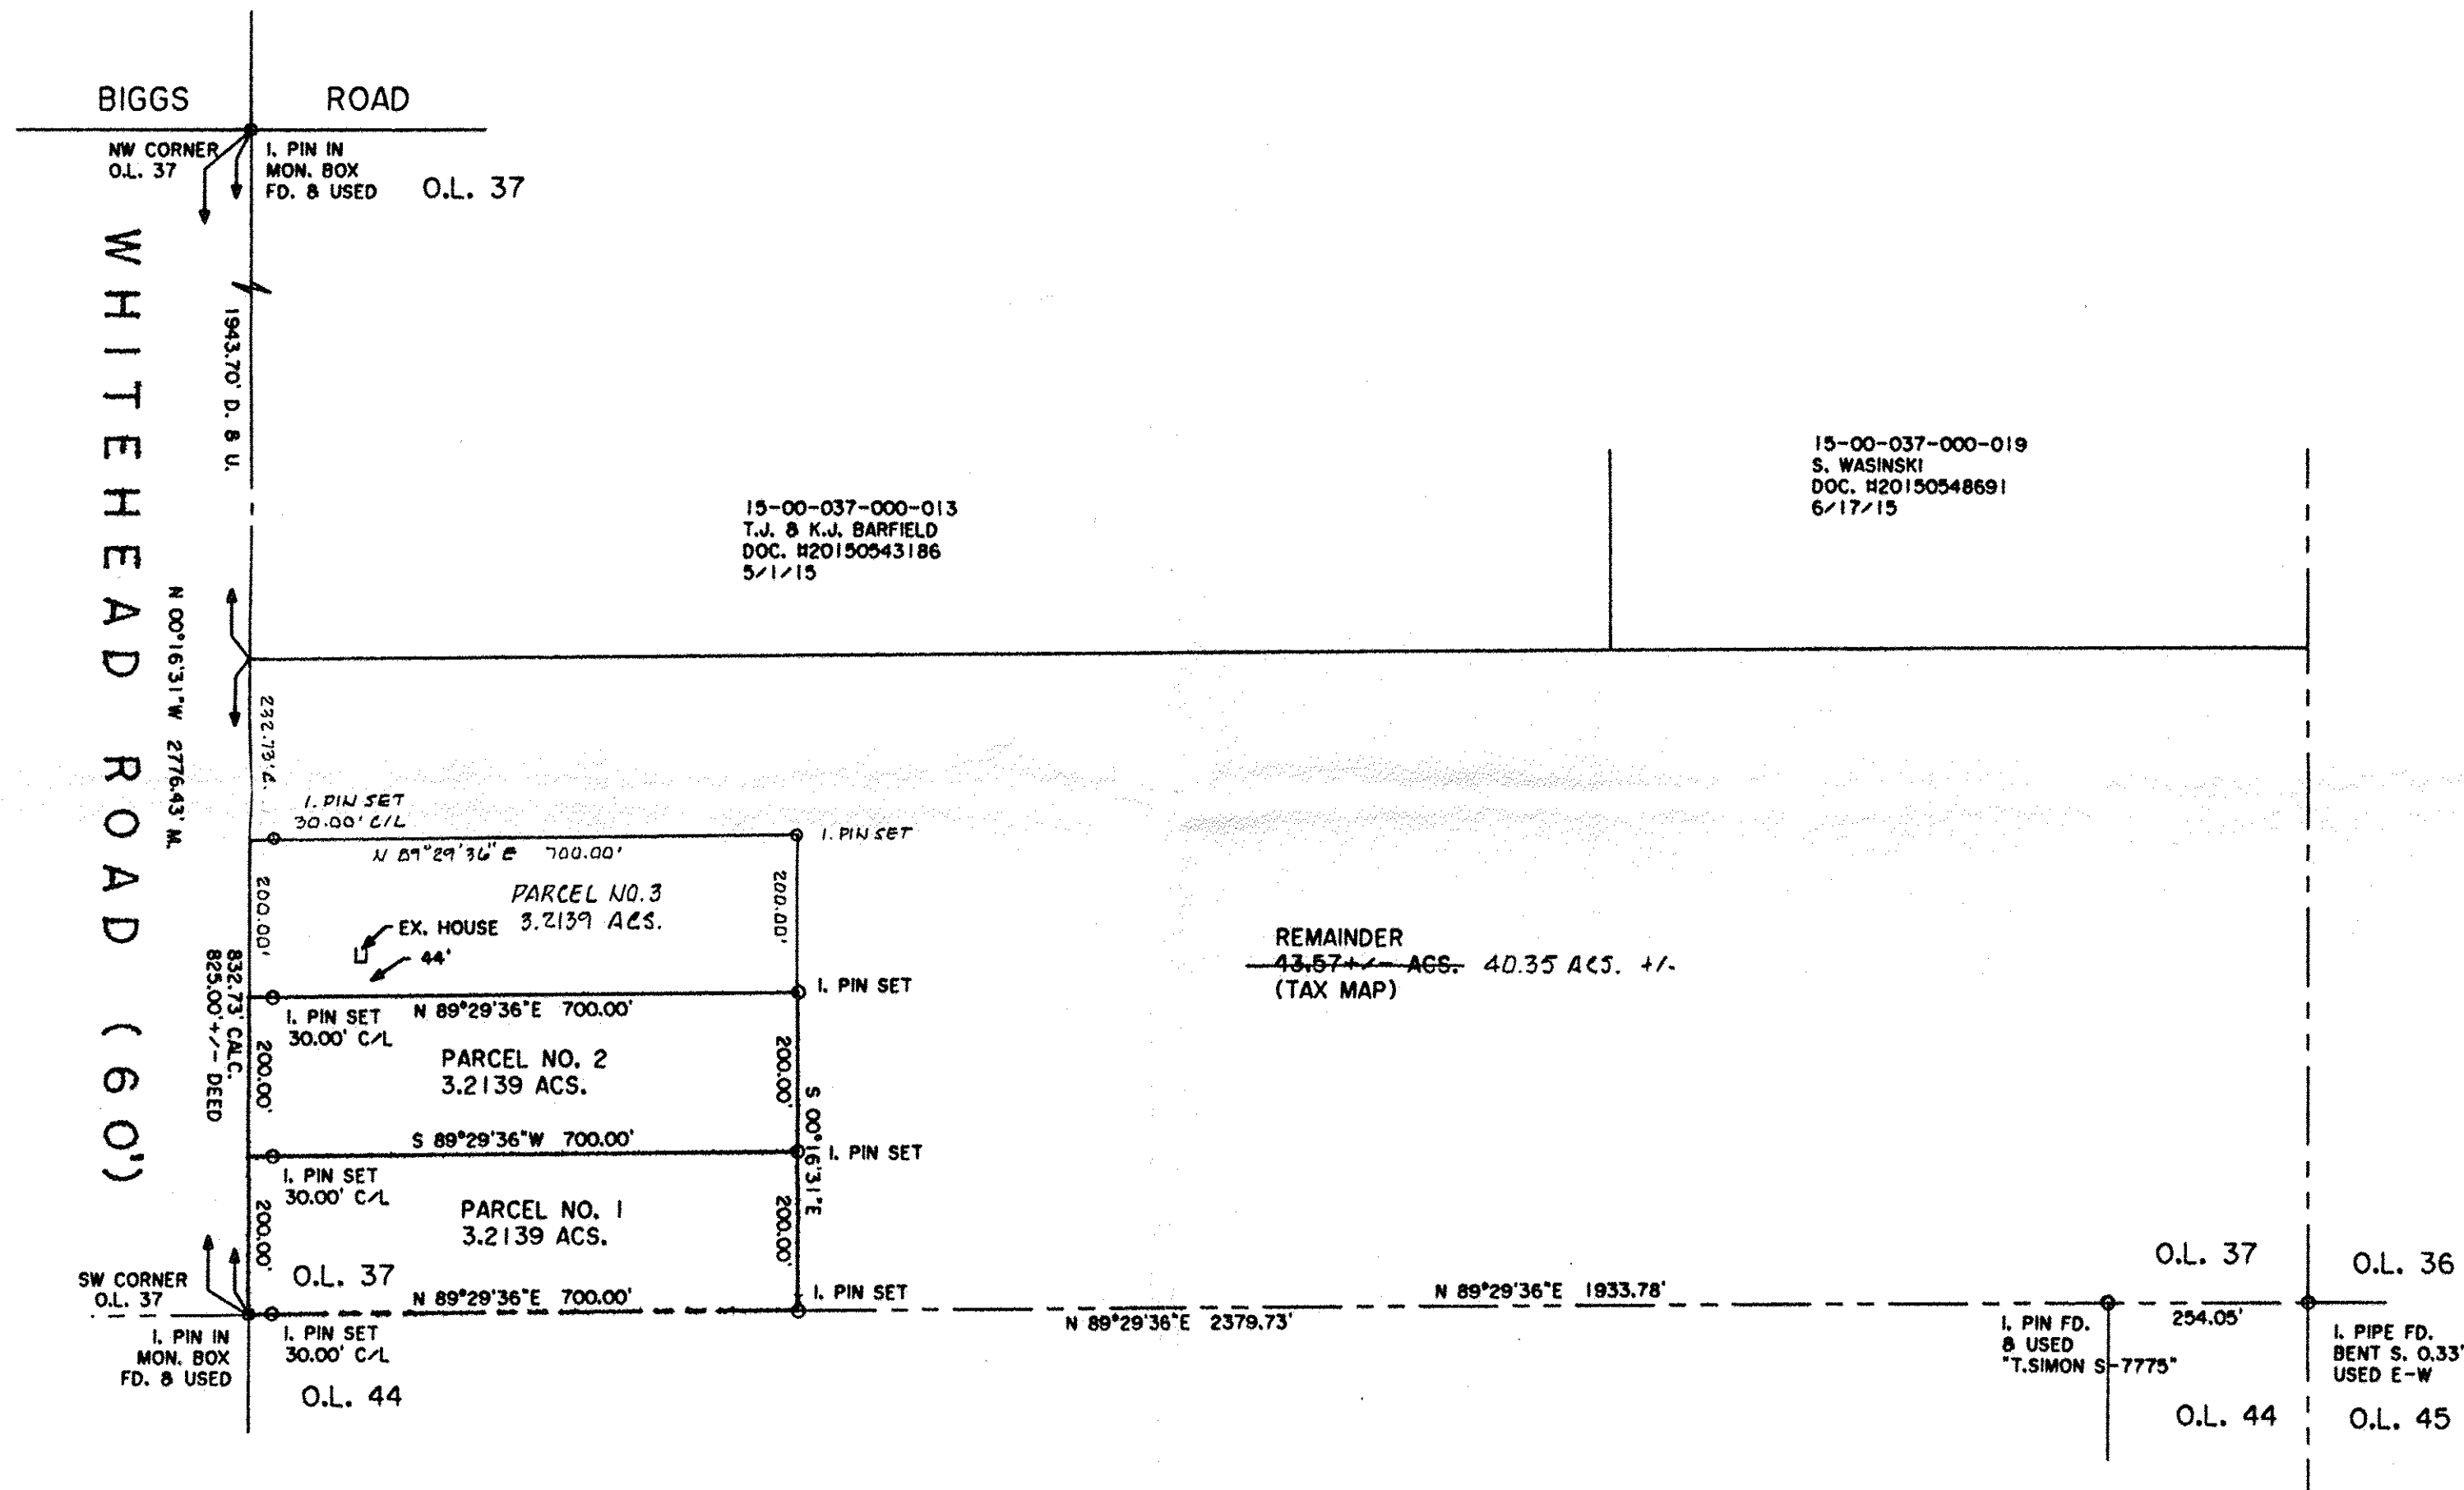 BIGGS ROAD
NW CORNER
O.L. 37
I. PIN IN
MON. BOX
FD. & USED
O.L. 37
WHITEHEAD ROAD (60')
1943.70' D. & U.
N 00°16'31"W 2776.43' M.
15-00-037-000-013
T.J. & K.J. BARFIELD
DOC. #20150543186
5/1/15
15-00-037-000-019
S. WASINSKI
DOC. #20150548691
6/17/15
232.73'C.
I. PIN SET
30.00' C/L
N 89°29'36"E 700.00'
I. PIN SET
200.00'
PARCEL NO.3
3.2139 ACS.
200.00'
EX. HOUSE
44'
832.73' CALC.
825.00'+/- DEED
REMAINDER
43.57+/- ACS. 40.35 ACS. +/-
(TAX MAP)
I. PIN SET
I. PIN SET
30.00' C/L
N 89°29'36"E 700.00'
200.00'
PARCEL NO. 2
3.2139 ACS.
200.00'
S 00°16'31"E
S 89°29'36"W 700.00'
I. PIN SET
I. PIN SET
30.00' C/L
200.00'
PARCEL NO. 1
3.2139 ACS.
200.00'
SW CORNER
O.L. 37
O.L. 37
N 89°29'36"E 700.00'
I. PIN SET
N 89°29'36"E 1933.78'
N 89°29'36"E 2379.73'
O.L. 37
O.L. 36
254.05'
I. PIN IN
MON. BOX
FD. & USED
I. PIN SET
30.00' C/L
O.L. 44
I. PIN FD.
& USED
"T.SIMON S-7775"
I. PIPE FD.
BENT S. 0.33'
USED E-W
O.L. 44
O.L. 45